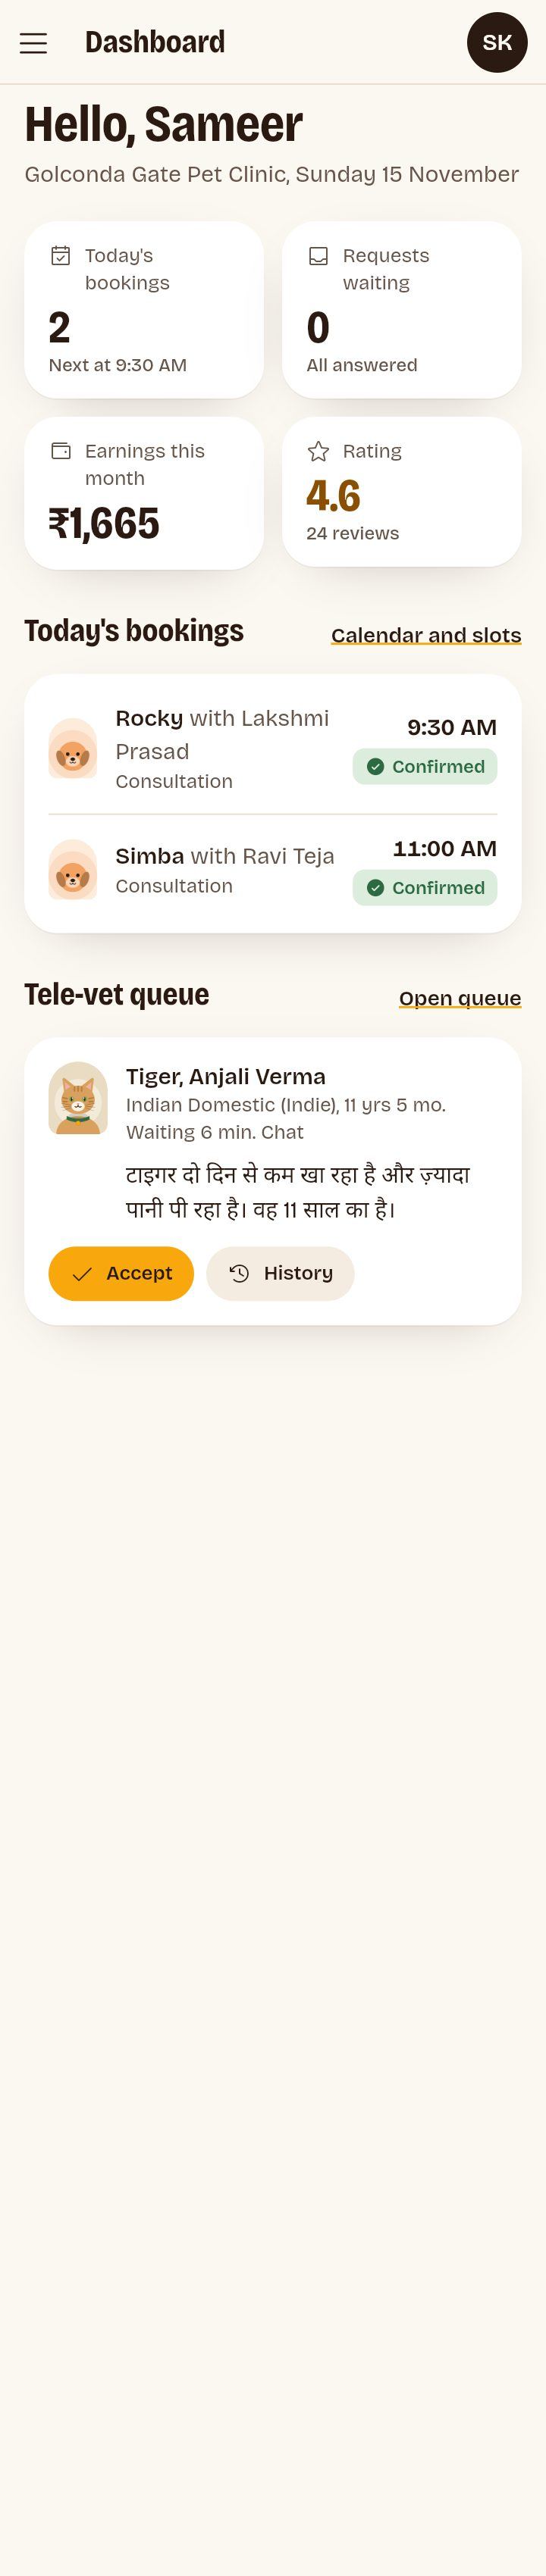 Dashboard
SK
Hello, Sameer
Golconda Gate Pet Clinic, Sunday 15 November
Today's
bookings
2
Next at 9:30 AM
Requests
waiting
0
All answered
Earnings this
month
₹1,665
Rating
4.6
24 reviews
Today's bookings
Calendar and slots
Rocky with Lakshmi
Prasad
Consultation
9:30 AM
Confirmed
Simba with Ravi Teja
Consultation
11:00 AM
Confirmed
Tele-vet queue
Open queue
Tiger, Anjali Verma
Indian Domestic (Indie), 11 yrs 5 mo.
Waiting 6 min. Chat
टाइगर दो दिन से कम खा रहा है और ज़्यादा
पानी पी रहा है। वह 11 साल का है।
Accept
History